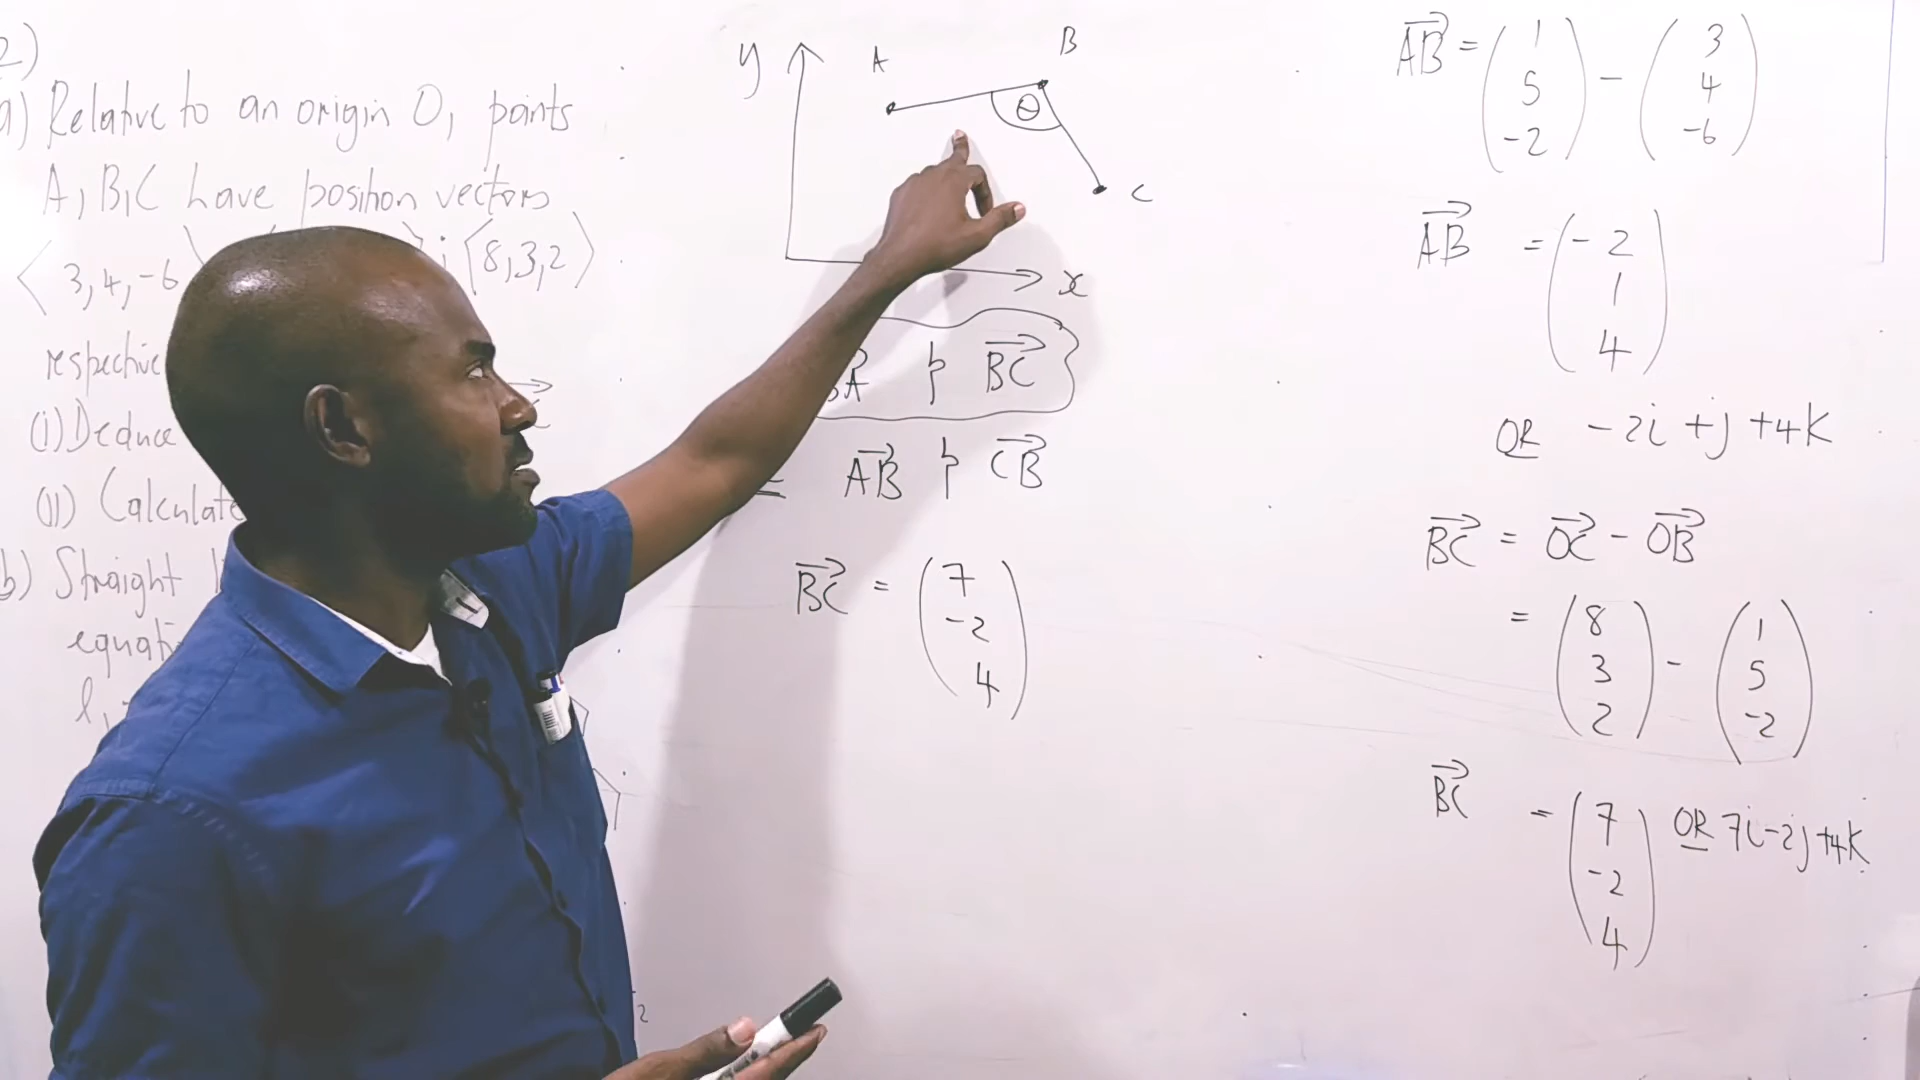 2)
a) Relative to an origin O, points
A, B, C have position vectors
⟨3, 4, -6 ; ⟨8, 3, 2⟩
respective
(i) Deduce
(ii) Calculate
b) Straight
equati
y
A
B
θ
C
x
BA & BC
= AB & CB
BC = (7
-2
4)
AB = (1
5
-2) - (3
4
-6)
AB = (-2
1
4)
OR -2i + j + 4k
BC = OC - OB
= (8
3
2) - (1
5
-2)
BC = (7
-2
4) OR 7i - 2j + 4k